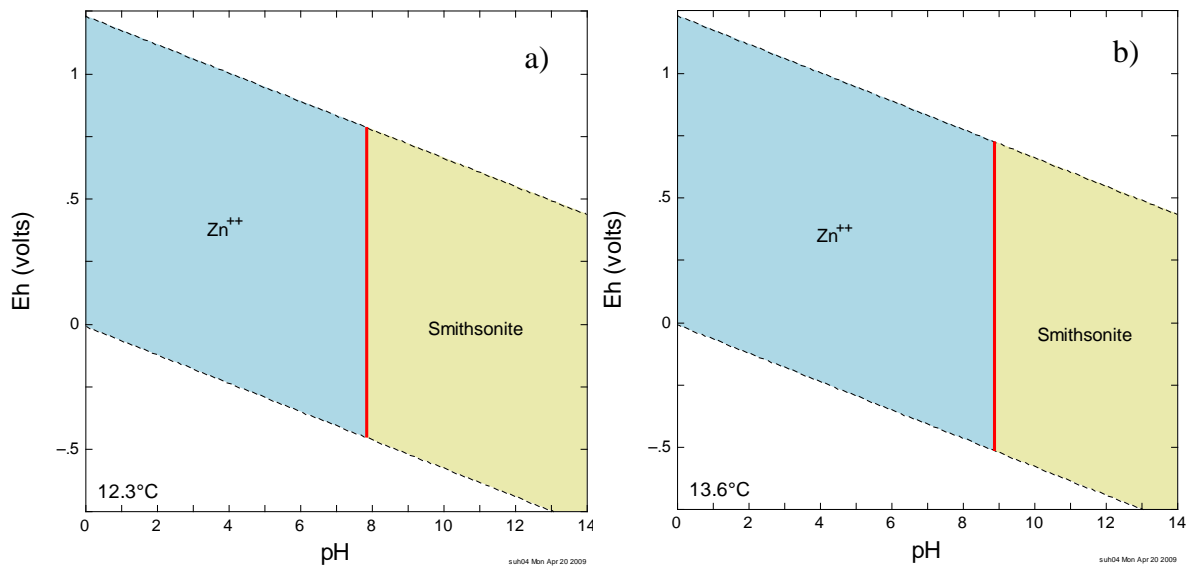 a)
1
.5
0
–.5
Eh (volts)
Zn++
Smithsonite
12.3°C
0 2 4 6 8 10 12 14
pH
suh04 Mon Apr 20 2009
b)
1
.5
0
–.5
Eh (volts)
Zn++
Smithsonite
13.6°C
0 2 4 6 8 10 12 14
pH
suh04 Mon Apr 20 2009